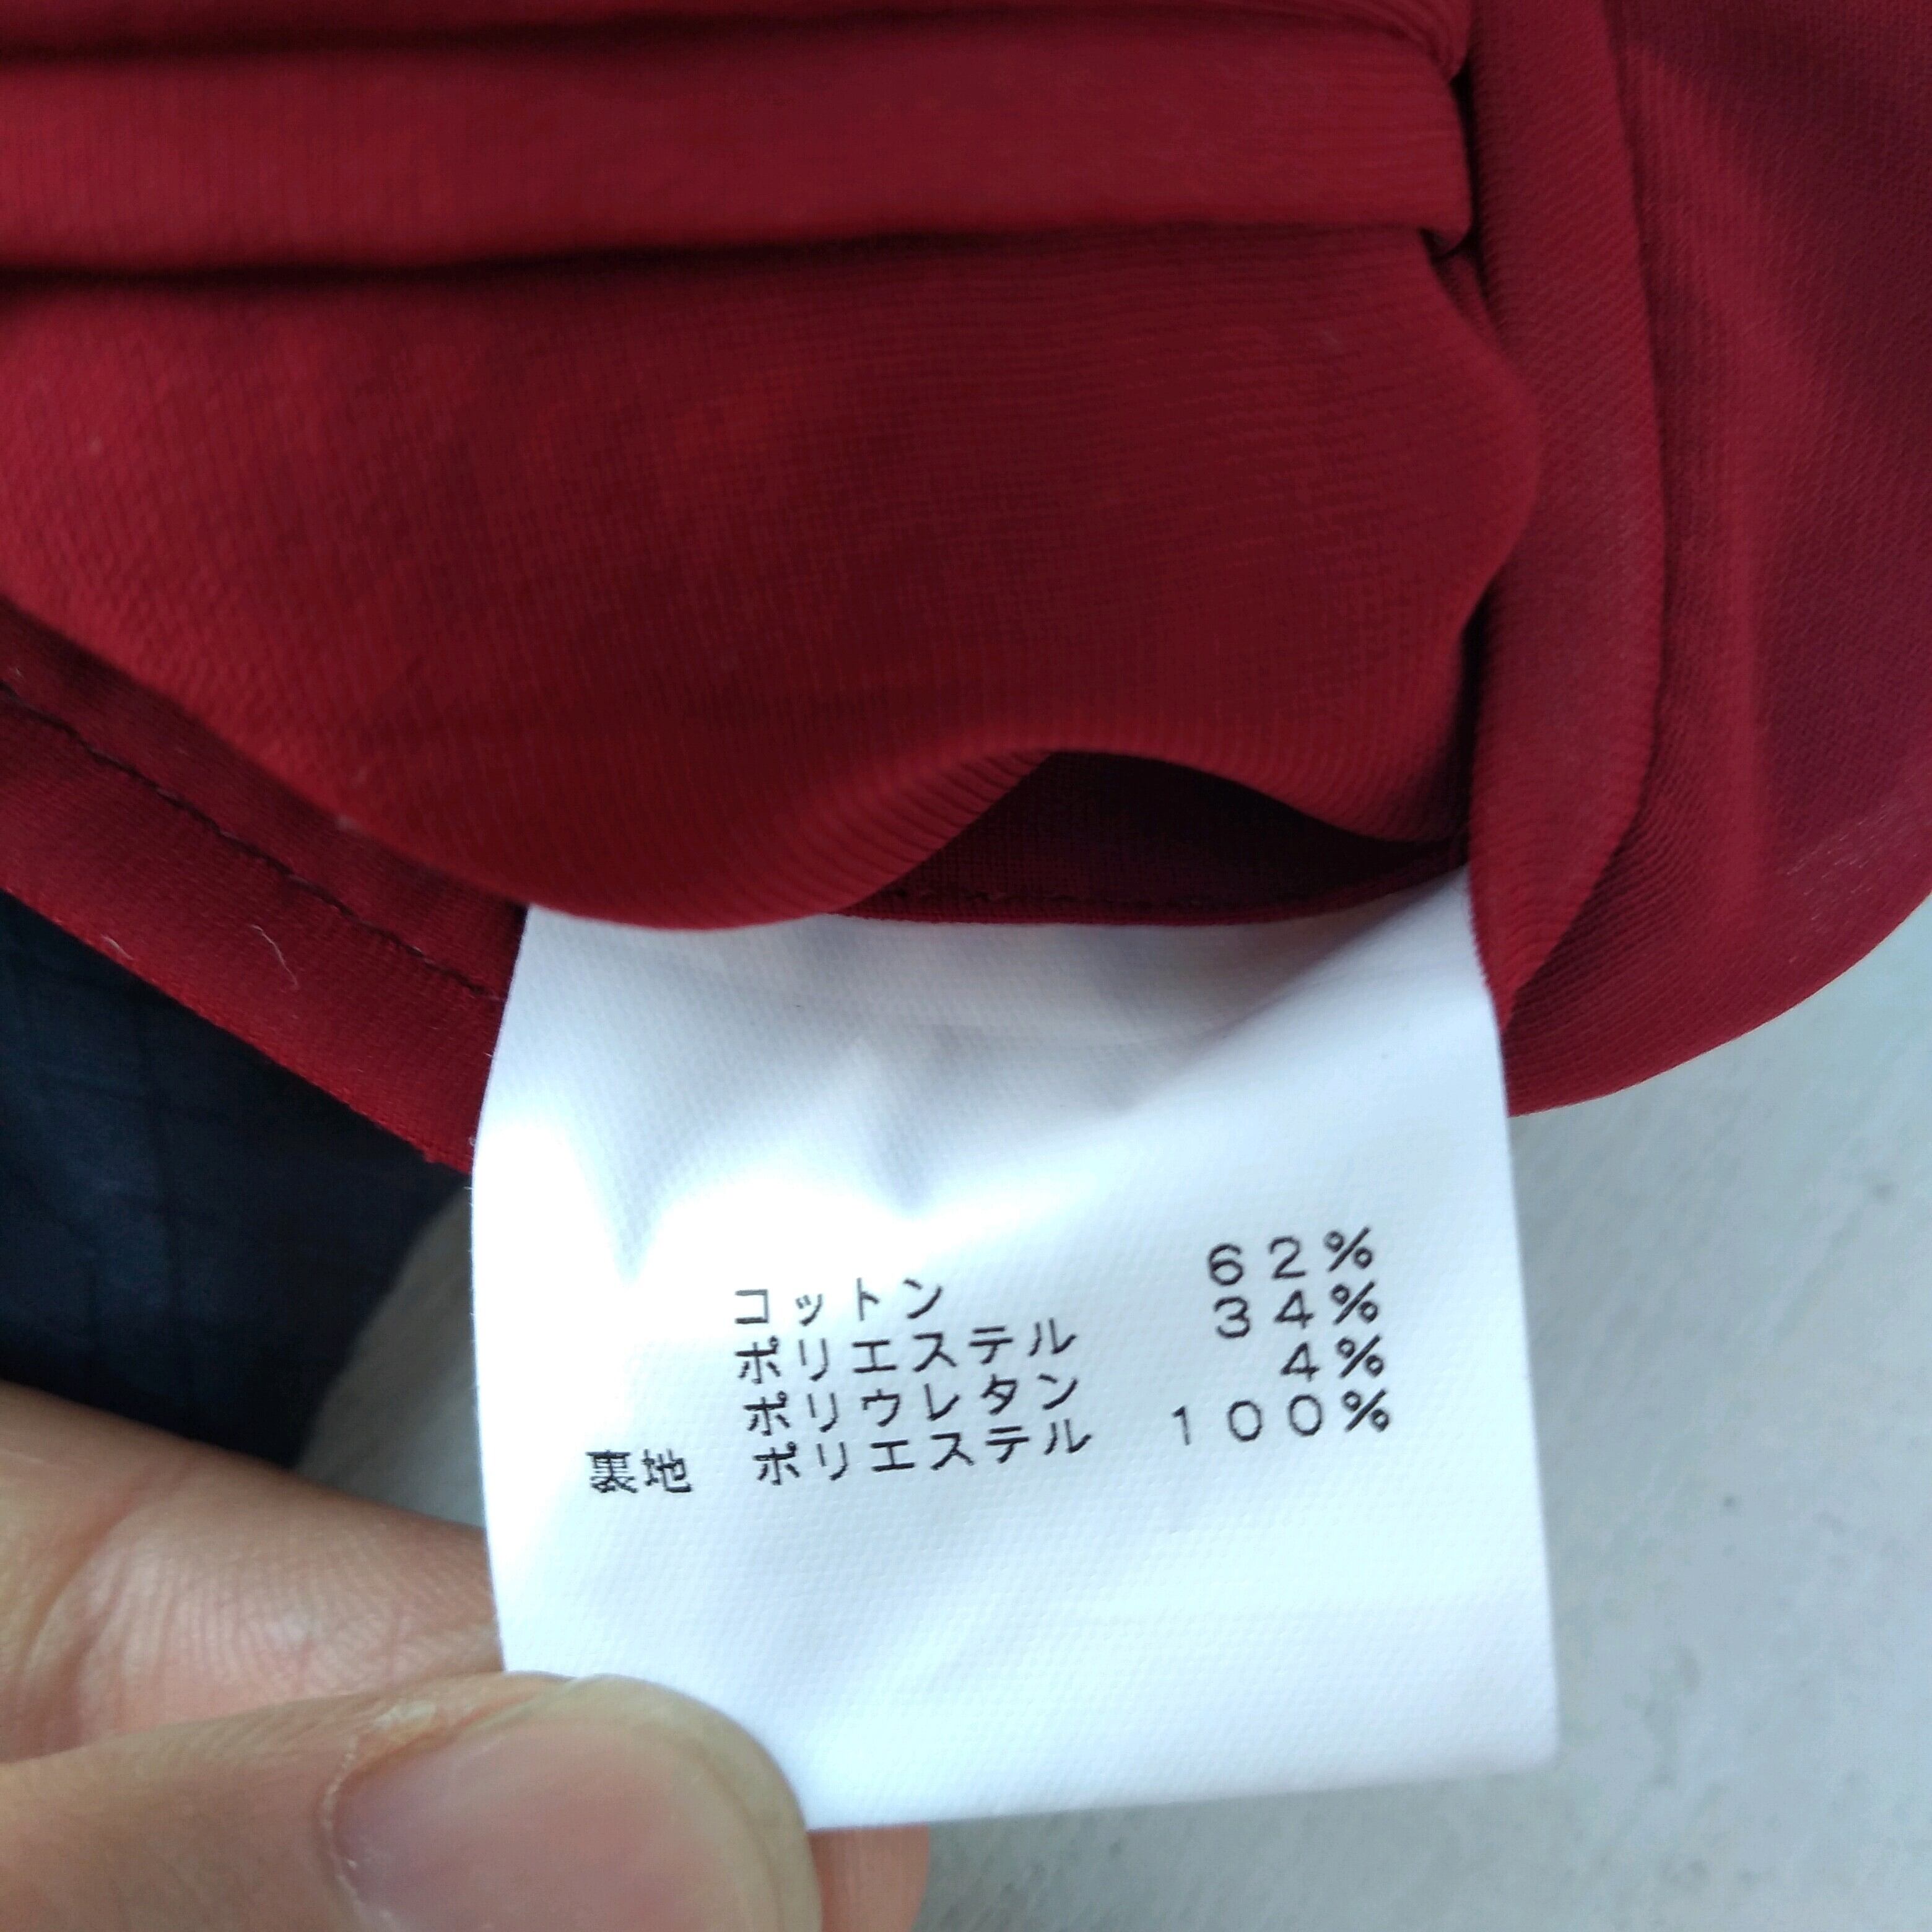 コットン 62%
ポリエステル 34%
ポリウレタン 4%
裏地 ポリエステル 100%